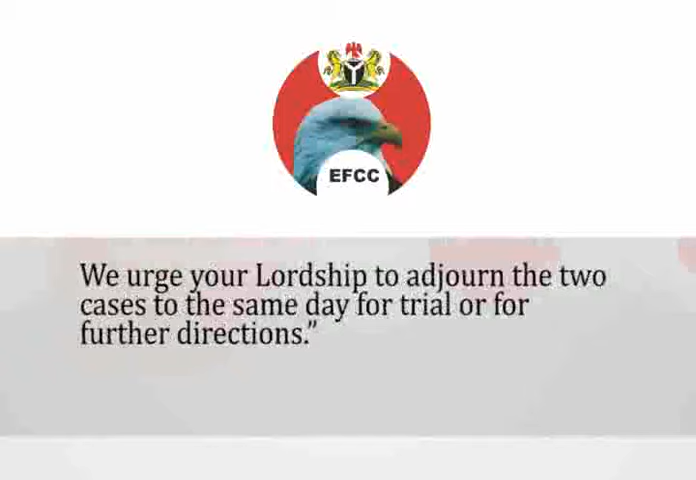 EFCC
We urge your Lordship to adjourn the two
cases to the same day for trial or for
further directions.”